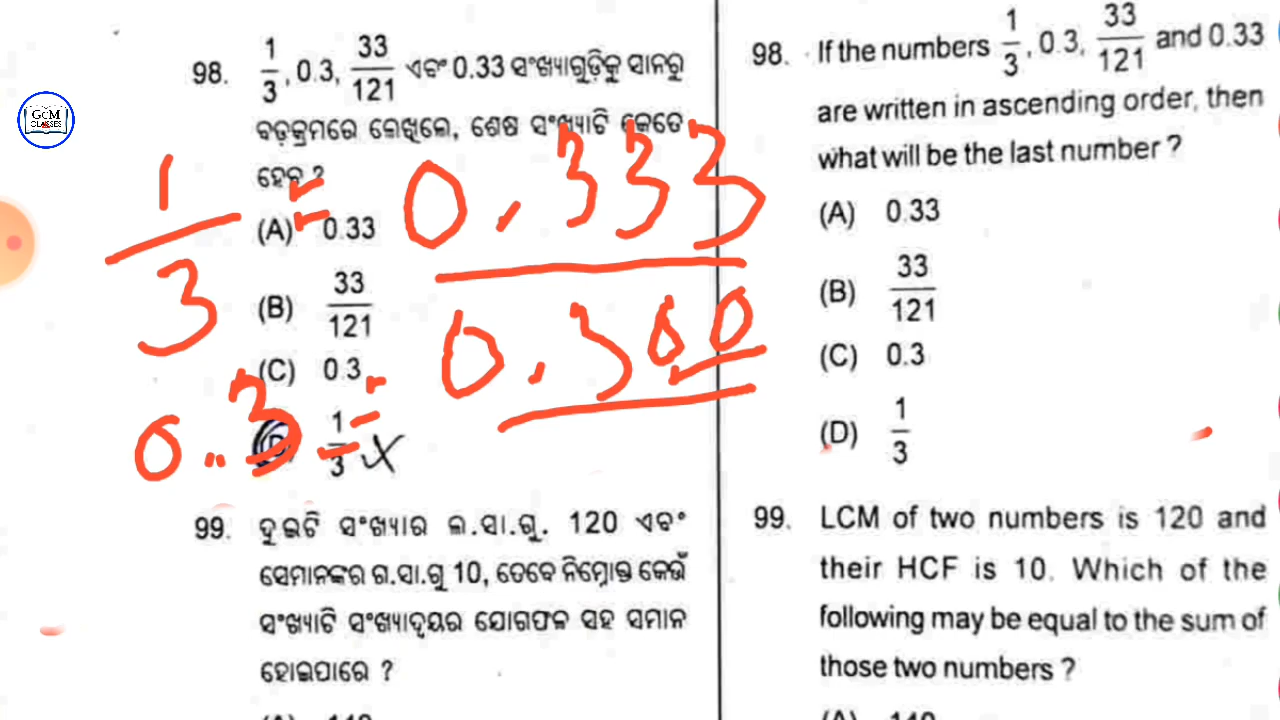 GCM
CLASSES
98. 1/3, 0.3, 33/121 ଏବଂ 0.33 ସଂଖ୍ୟାଗୁଡ଼ିକୁ ସାନରୁ
ବଡ଼କ୍ରମରେ ଲେଖିଲେ, ଶେଷ ସଂଖ୍ୟାଟି କେତେ
ହେବ ?
(A) 0.33
(B) 33/121
(C) 0.3
(D) 1/3
1/3 = 0.333
0.3 = 0.300
99. ଦୁଇଟି ସଂଖ୍ୟାର ଲ.ସା.ଗୁ. 120 ଏବଂ
ସେମାନଙ୍କର ଗ.ସା.ଗୁ 10, ତେବେ ନିମ୍ନୋକ୍ତ କେଉଁ
ସଂଖ୍ୟାଟି ସଂଖ୍ୟାଦ୍ୱୟର ଯୋଗଫଳ ସହ ସମାନ
ହୋଇପାରେ ?
98. If the numbers 1/3, 0.3, 33/121 and 0.33
are written in ascending order, then
what will be the last number ?
(A) 0.33
(B) 33/121
(C) 0.3
(D) 1/3
99. LCM of two numbers is 120 and
their HCF is 10. Which of the
following may be equal to the sum of
those two numbers ?